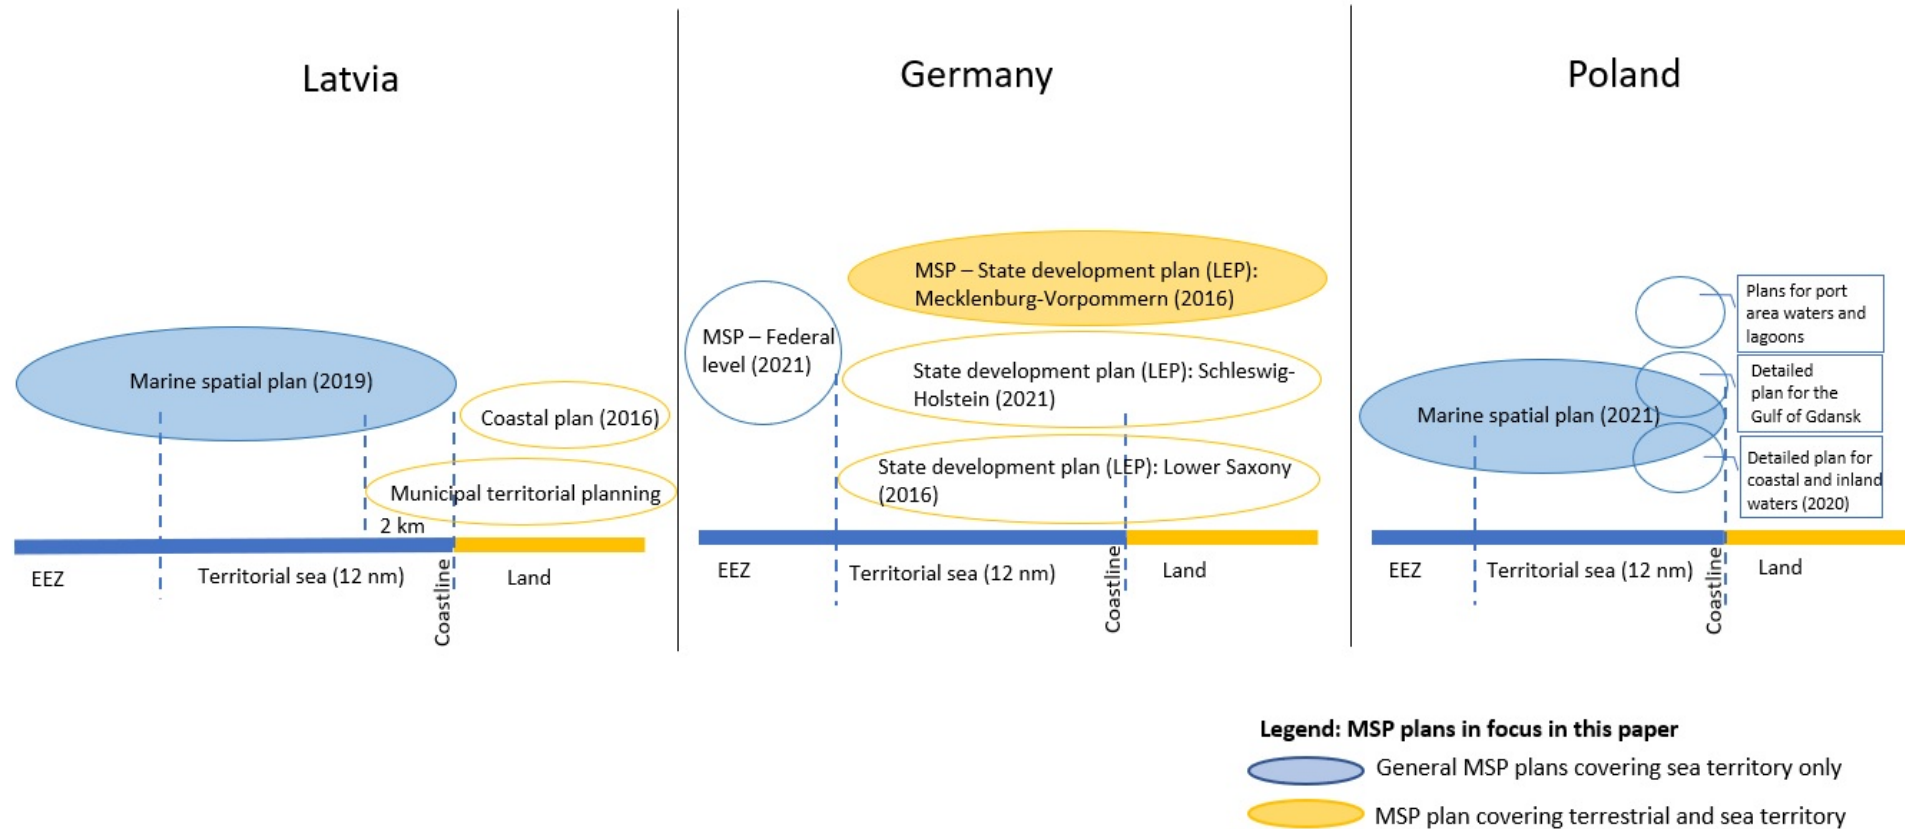 Latvia
Marine spatial plan (2019)
Coastal plan (2016)
Municipal territorial planning
2 km
EEZ
Territorial sea (12 nm)
Coastline
Land
Germany
MSP – Federal
level (2021)
MSP – State development plan (LEP):
Mecklenburg-Vorpommern (2016)
State development plan (LEP): Schleswig-
Holstein (2021)
State development plan (LEP): Lower Saxony
(2016)
EEZ
Territorial sea (12 nm)
Coastline
Land
Poland
Marine spatial plan (2021)
Plans for port
area waters and
lagoons
Detailed
plan for the
Gulf of Gdansk
Detailed plan for
coastal and inland
waters (2020)
EEZ
Territorial sea (12 nm)
Coastline
Land
Legend: MSP plans in focus in this paper
General MSP plans covering sea territory only
MSP plan covering terrestrial and sea territory